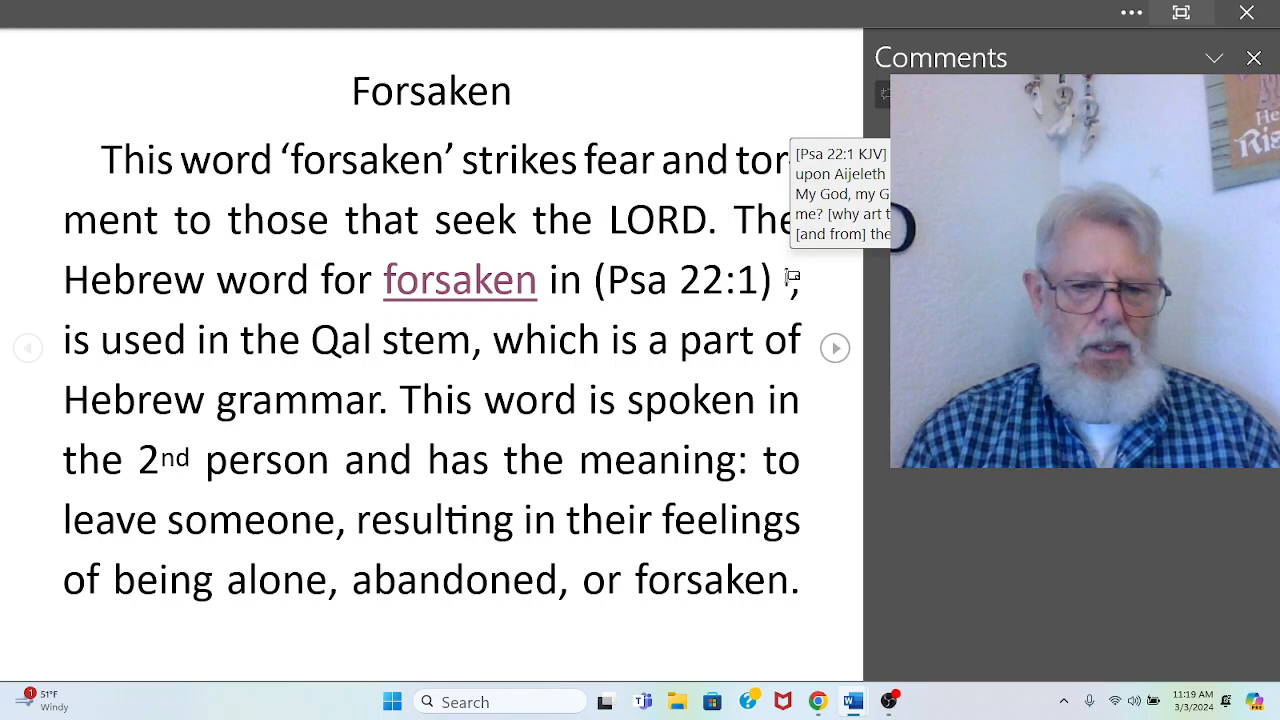 Comments
Forsaken
This word ‘forsaken’ strikes fear and tor-
ment to those that seek the LORD. The
Hebrew word for forsaken in (Psa 22:1) ,
is used in the Qal stem, which is a part of
Hebrew grammar. This word is spoken in
the 2nd person and has the meaning: to
leave someone, resulting in their feelings
of being alone, abandoned, or forsaken.
[Psa 22:1 KJV]
upon Aijeleth
My God, my G
me? [why art t
[and from] the
He
Ris
D
1
51°F
Windy
Search
11:19 AM
3/3/2024